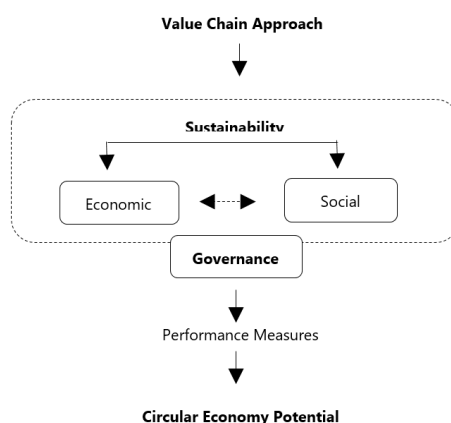 Value Chain Approach
Sustainability
Economic
Social
Governance
Performance Measures
Circular Economy Potential